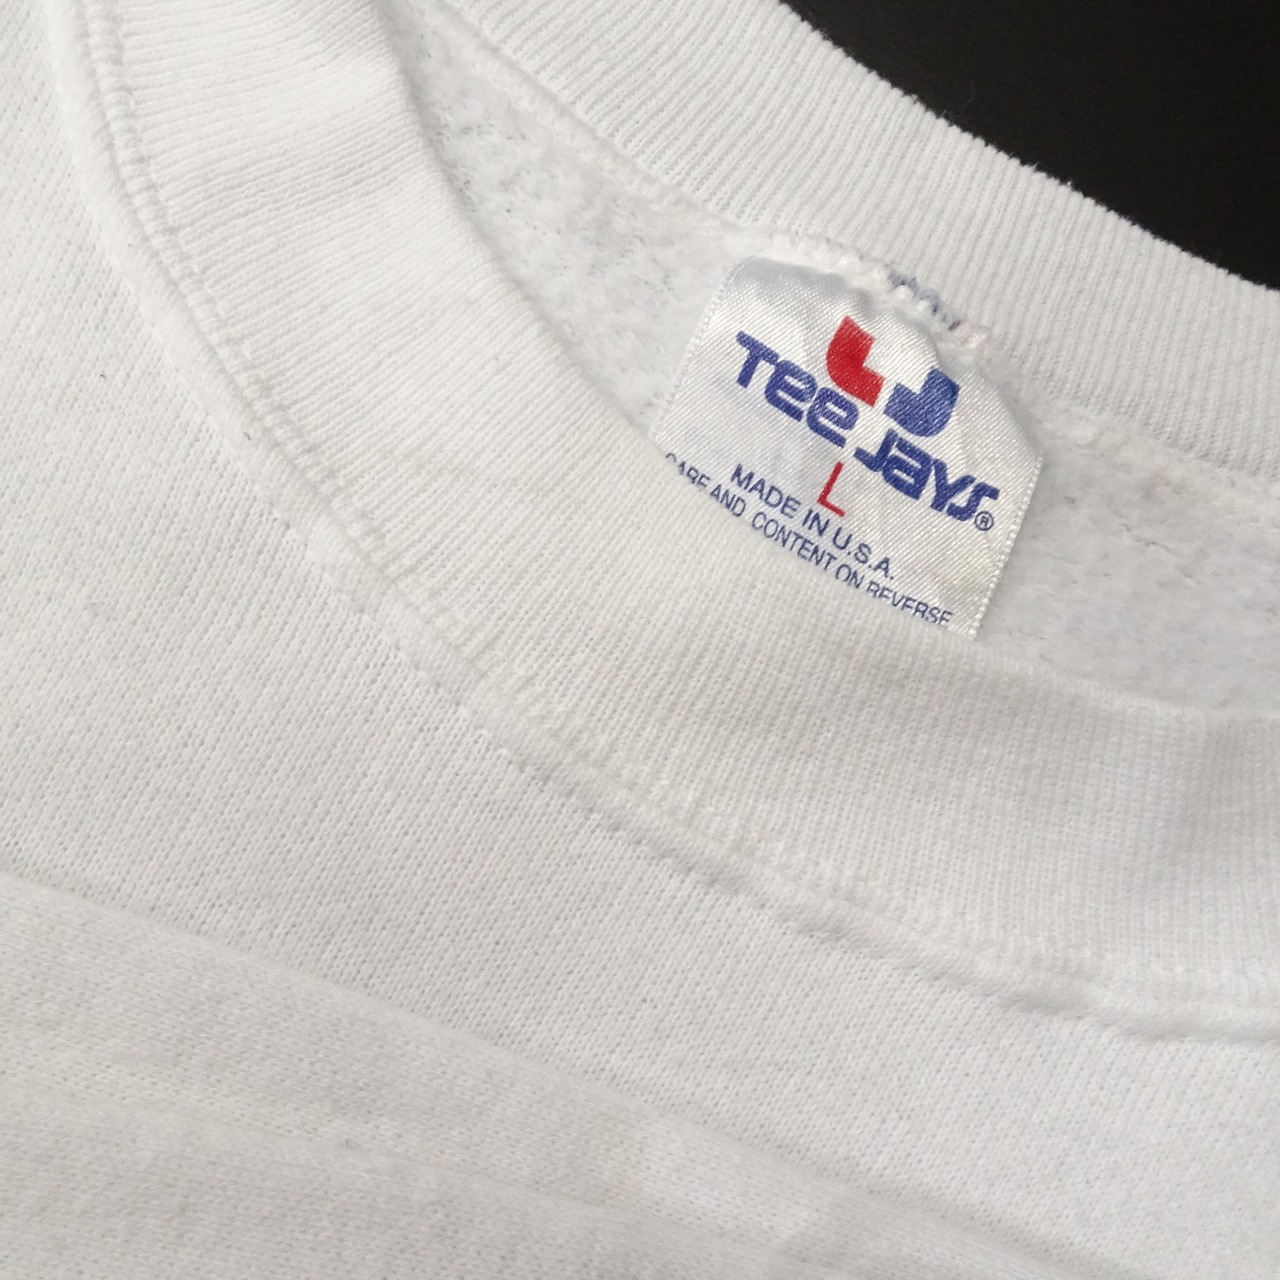 Tee Jays®
L
MADE IN U.S.A.
CARE AND CONTENT ON REVERSE